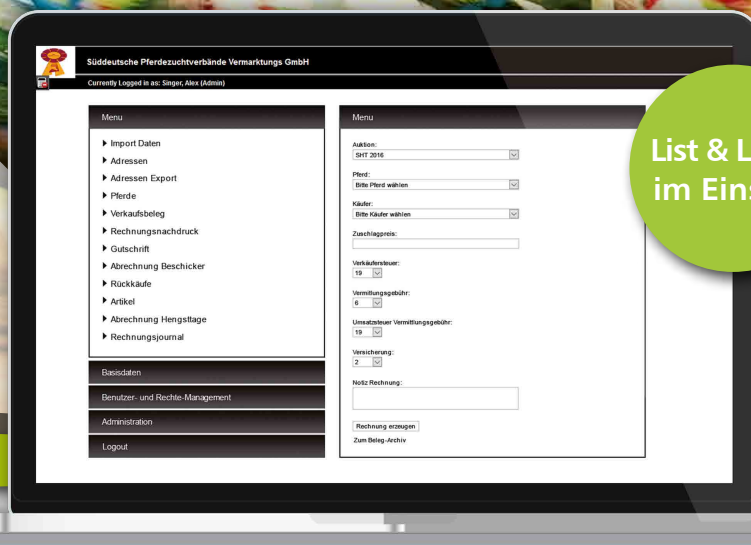 Süddeutsche Pferdezuchtverbände Vermarktungs GmbH
Currently Logged in as: Singer, Alex (Admin)
Menu
Import Daten
Adressen
Adressen Export
Pferde
Verkaufsbeleg
Rechnungsnachdruck
Gutschrift
Abrechnung Beschicker
Rückkäufe
Artikel
Abrechnung Hengsttage
Rechnungsjournal
Basisdaten
Benutzer- und Rechte-Management
Administration
Logout
Menu
Auktion:
SHT 2016
Pferd:
Bitte Pferd wählen
Käufer:
Bitte Käufer wählen
Zuschlagpreis:
Verkäufersteuer:
19
Vermittlungsgebühr:
6
Umsatzsteuer Vermittlungsgebühr:
19
Versicherung:
2
Notiz Rechnung:
Rechnung erzeugen
Zum Beleg-Archiv
List & L
im Eins